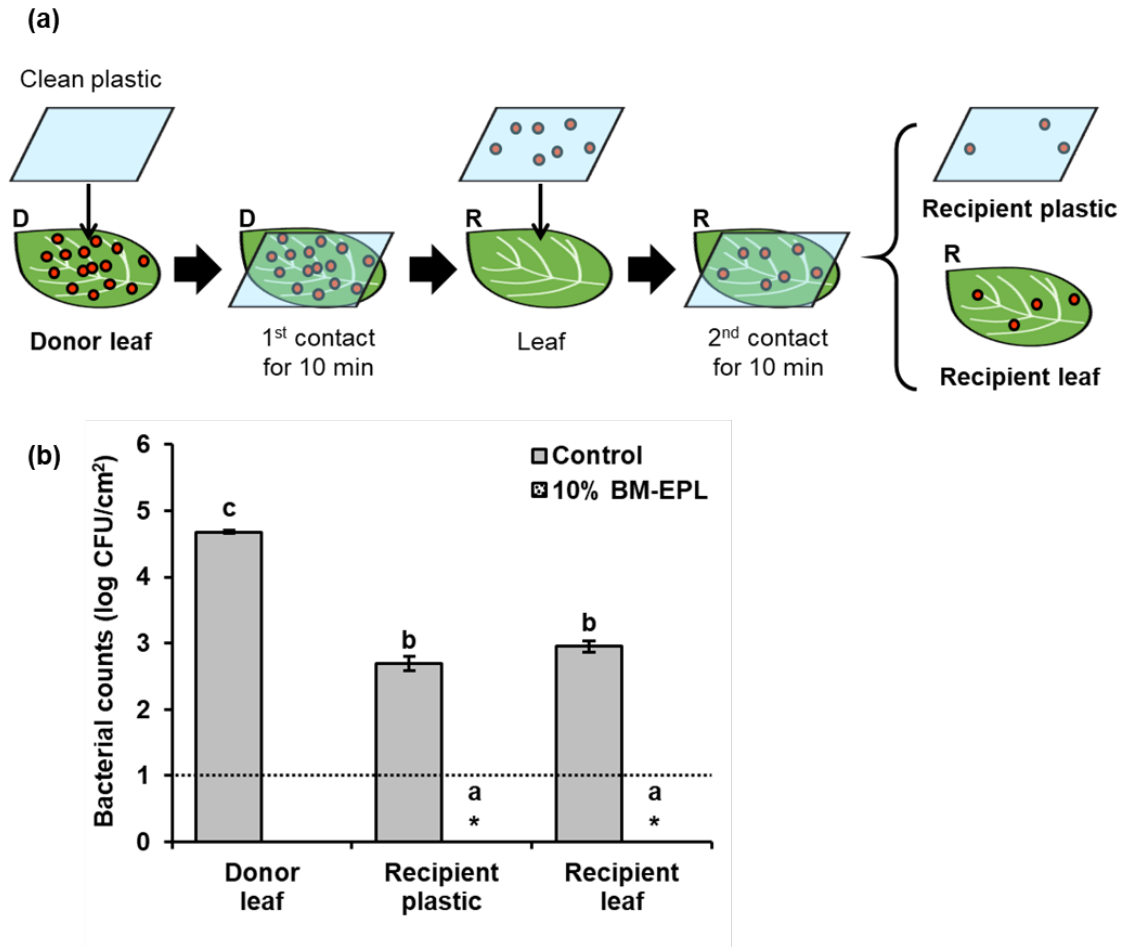 (a)
Clean plastic
D
D
R
R
Recipient plastic
R
Donor leaf
1st contact
for 10 min
Leaf
2nd contact
for 10 min
Recipient leaf
(b)
Bacterial counts (log CFU/cm²)
6
5
4
3
2
1
0
Control
10% BM-EPL
c
b
b
a
*
a
*
Donor
leaf
Recipient
plastic
Recipient
leaf